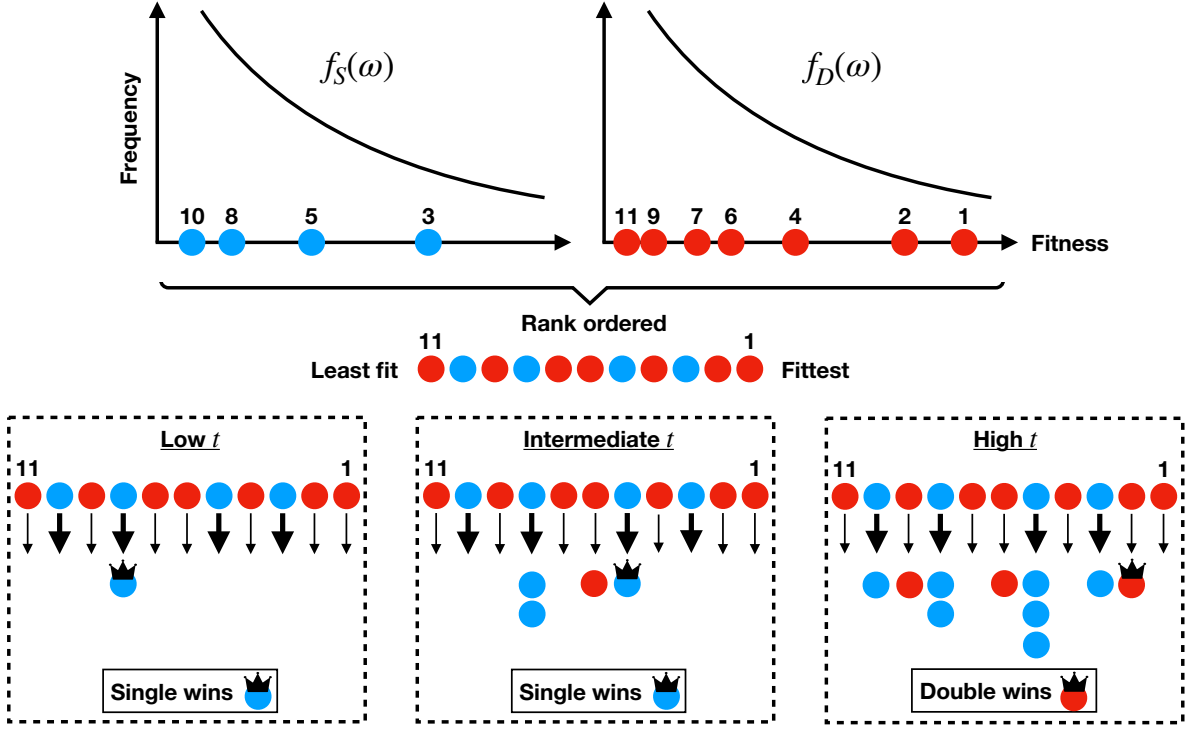 f_S(ω)
f_D(ω)
Frequency
10 8 5 3
11 9 7 6 4 2 1
Fitness
Rank ordered
11 1
Least fit
Fittest
Low t
11 1
Single wins
Intermediate t
11 1
Single wins
High t
11 1
Double wins